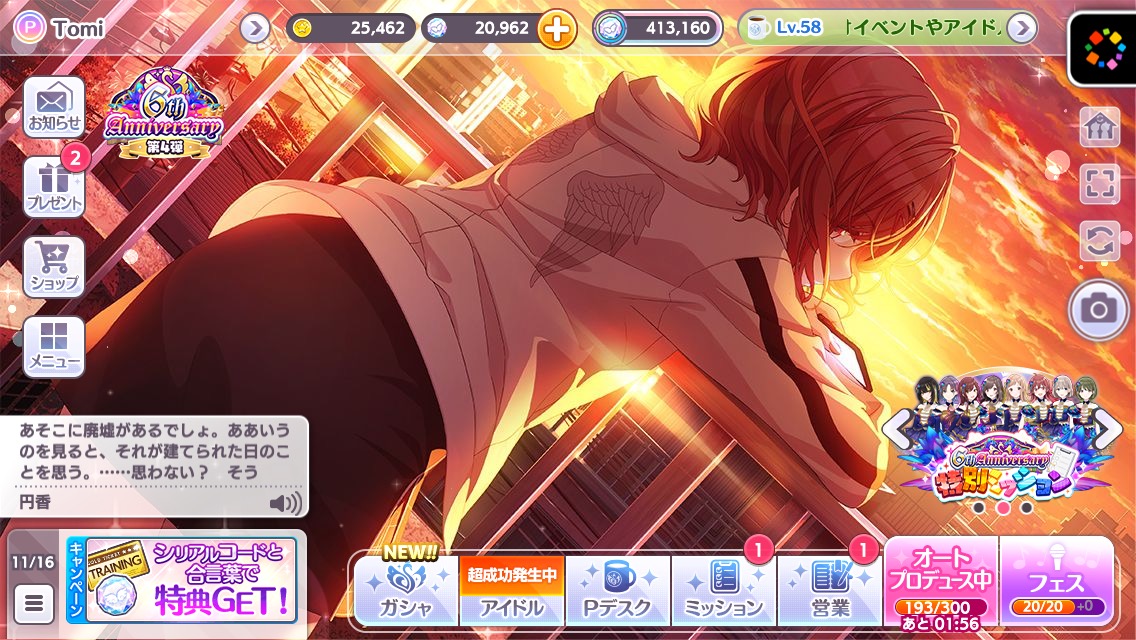 P Tomi
25,462
20,962
413,160
Lv.58
イベントやアイド
お知らせ
6th
Anniversary
第4弾
2
プレゼント
ショップ
メニュー
あそこに廃墟があるでしょ。ああいう
のを見ると、それが建てられた日のこ
とを思う。……思わない？　そう
円香
6th Anniversary
特別ミッション
11/16
キャンペーン
GOLD TICKET
TRAINING
シリアルコードと
合言葉で
特典GET!
NEW!!
ガシャ
超成功発生中
アイドル
Pデスク
1
ミッション
1
営業
オート
プロデュース中
193/300
あと 01:56
フェス
20/20 +0